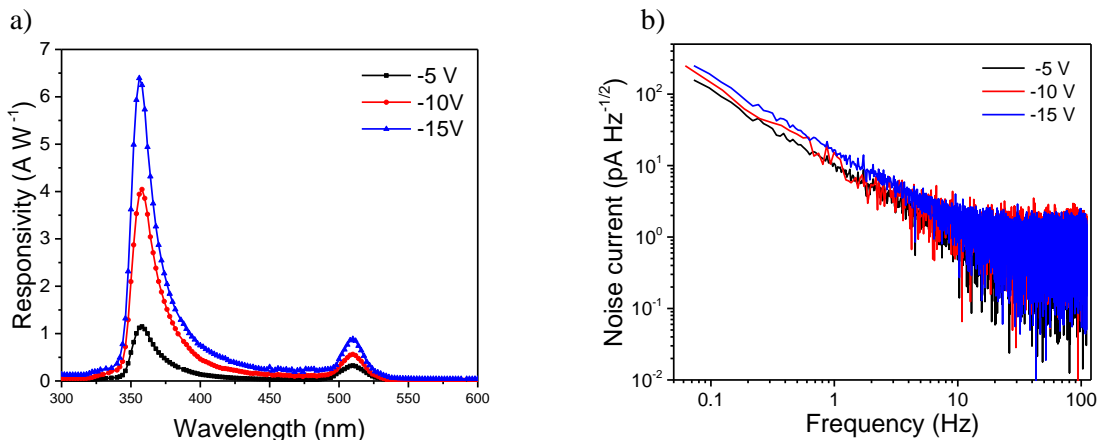 a)
Responsivity (A W⁻¹)
7
6
5
4
3
2
1
0
-5 V
-10V
-15V
300 350 400 450 500 550 600
Wavelength (nm)
b)
Noise current (pA Hz⁻¹/²)
10²
10¹
10⁰
10⁻¹
10⁻²
-5 V
-10 V
-15 V
0.1 1 10 100
Frequency (Hz)